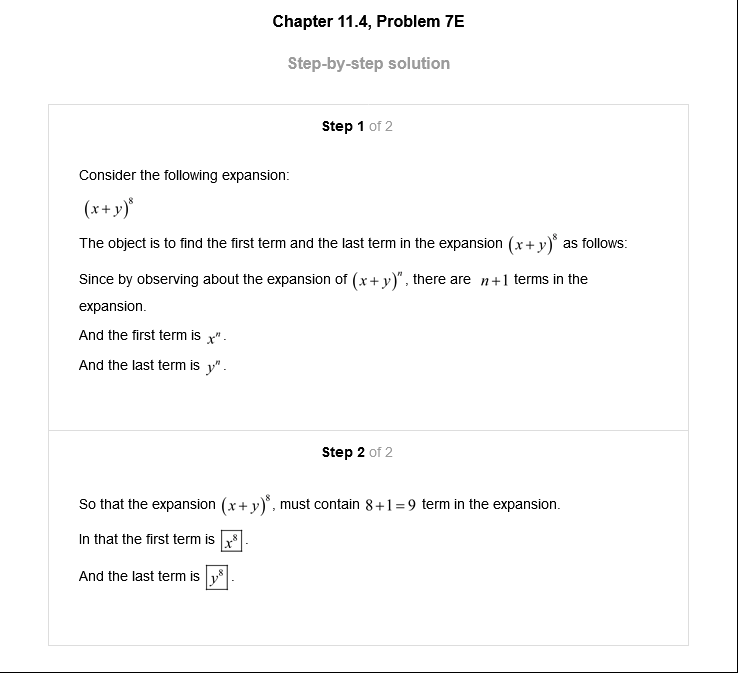 Chapter 11.4, Problem 7E
Step-by-step solution
Step 1 of 2
Consider the following expansion:
(x+y)⁸
The object is to find the first term and the last term in the expansion (x+y)⁸ as follows:
Since by observing about the expansion of (x+y)ⁿ, there are n+1 terms in the
expansion.
And the first term is xⁿ.
And the last term is yⁿ.
Step 2 of 2
So that the expansion (x+y)⁸, must contain 8+1=9 term in the expansion.
In that the first term is x⁸.
And the last term is y⁸.